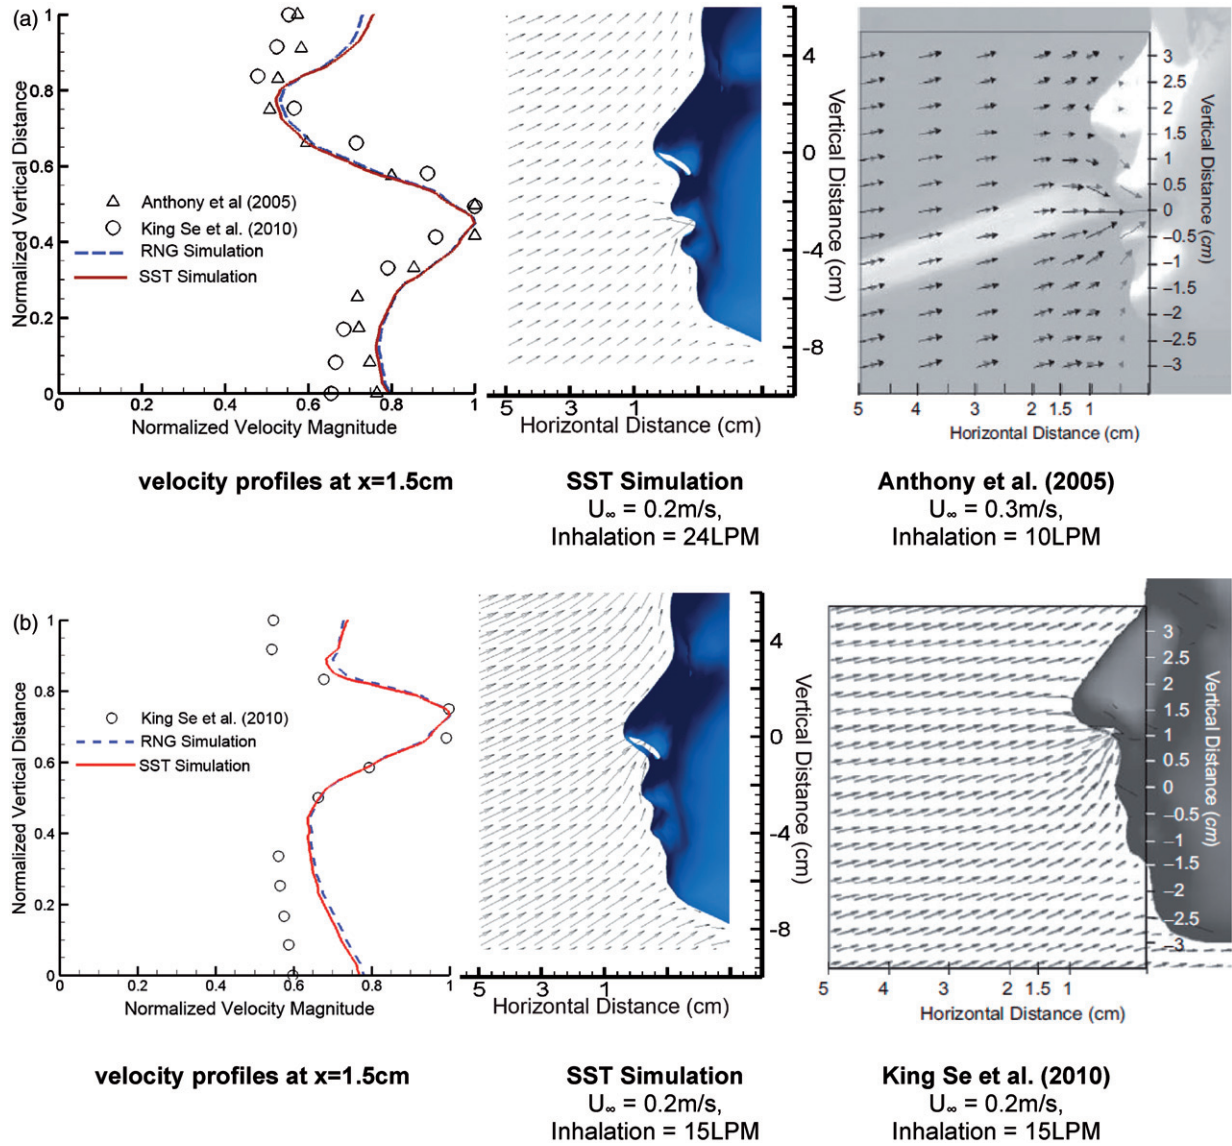 (a)
1
0.8
0.6
0.4
0.2
0
0
0.2
0.4
0.6
0.8
1
Normalized Vertical Distance
Normalized Velocity Magnitude
Anthony et al (2005)
King Se et al. (2010)
RNG Simulation
SST Simulation
4
0
-4
-8
Vertical Distance (cm)
5
3
1
Horizontal Distance (cm)
3
2.5
2
1.5
1
0.5
0
−0.5
−1
−1.5
−2
−2.5
−3
Vertical Distance (cm)
5
4
3
2
1.5
1
Horizontal Distance (cm)
velocity profiles at x=1.5cm
SST Simulation
U∞ = 0.2m/s,
Inhalation = 24LPM
Anthony et al. (2005)
U∞ = 0.3m/s,
Inhalation = 10LPM
(b)
1
0.8
0.6
0.4
0.2
0
0
0.2
0.4
0.6
0.8
1
Normalized Vertical Distance
Normalized Velocity Magnitude
King Se et al. (2010)
RNG Simulation
SST Simulation
4
0
-4
-8
Vertical Distance (cm)
5
3
1
Horizontal Distance (cm)
3
2.5
2
1.5
1
0.5
0
−0.5
−1
−1.5
−2
−2.5
−3
Vertical Distance (cm)
5
4
3
2
1.5
1
Horizontal Distance (cm)
velocity profiles at x=1.5cm
SST Simulation
U∞ = 0.2m/s,
Inhalation = 15LPM
King Se et al. (2010)
U∞ = 0.2m/s,
Inhalation = 15LPM